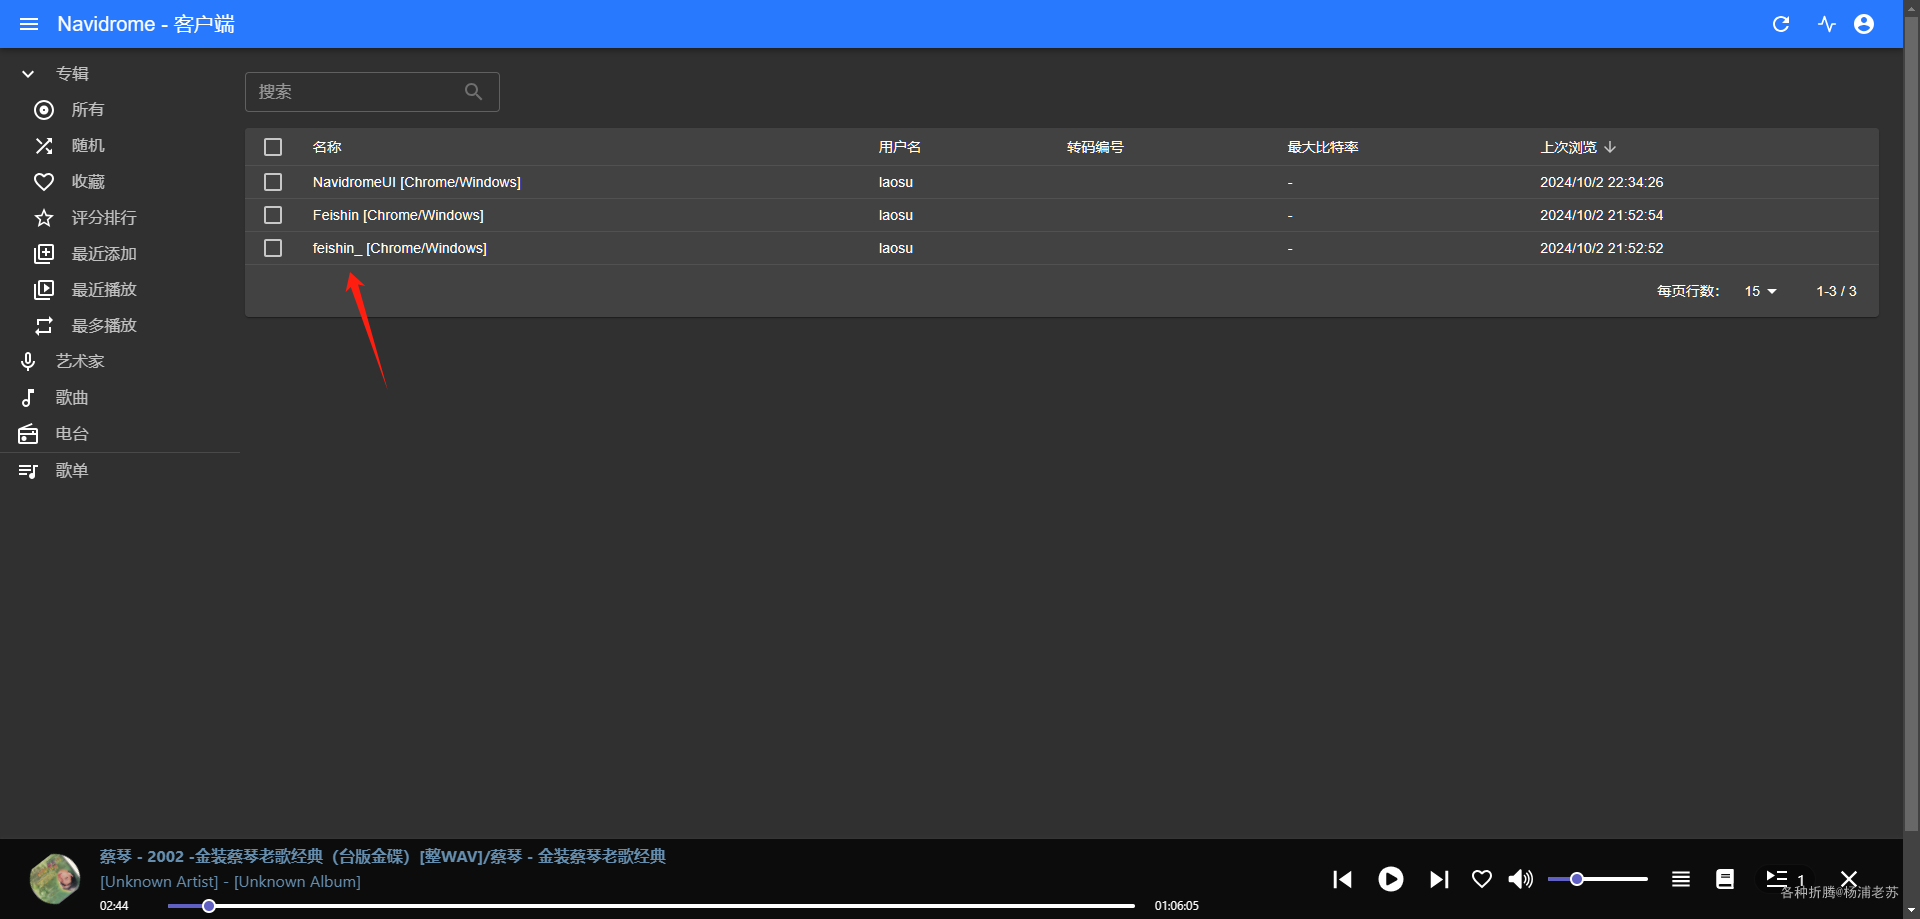 Navidrome - 客户端
专辑
所有
随机
收藏
评分排行
最近添加
最近播放
最多播放
艺术家
歌曲
电台
歌单
搜索
名称 用户名 转码编号 最大比特率 上次浏览
NavidromeUI [Chrome/Windows] laosu - 2024/10/2 22:34:26
Feishin [Chrome/Windows] laosu - 2024/10/2 21:52:54
feishin_ [Chrome/Windows] laosu - 2024/10/2 21:52:52
每页行数： 15 1-3 / 3
蔡琴 - 2002 -金装蔡琴老歌经典（台版金碟）[整WAV]/蔡琴 - 金装蔡琴老歌经典
[Unknown Artist] - [Unknown Album]
02:44 01:06:05
1
各种折腾@杨浦老苏